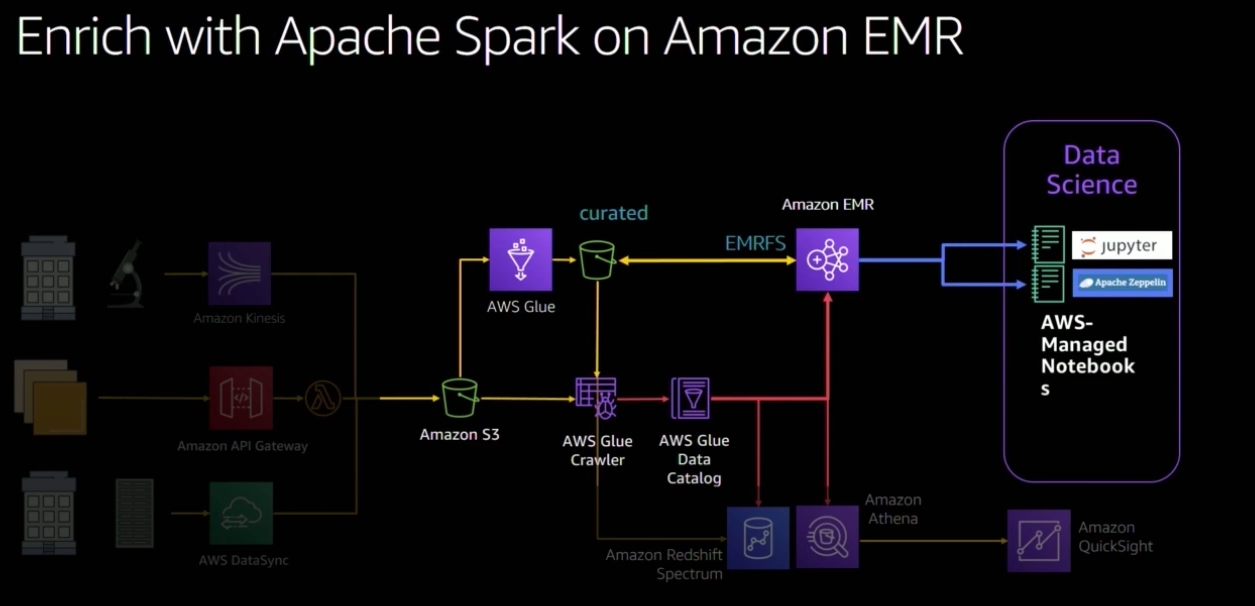 Enrich with Apache Spark on Amazon EMR
Data
Science
curated
Amazon EMR
EMRFS
jupyter
Apache Zeppelin
AWS Glue
Amazon Kinesis
AWS-
Managed
Notebook
s
Amazon S3
Amazon API Gateway
AWS Glue
Crawler
AWS Glue
Data
Catalog
Amazon
Athena
Amazon Redshift
Spectrum
Amazon
QuickSight
AWS DataSync